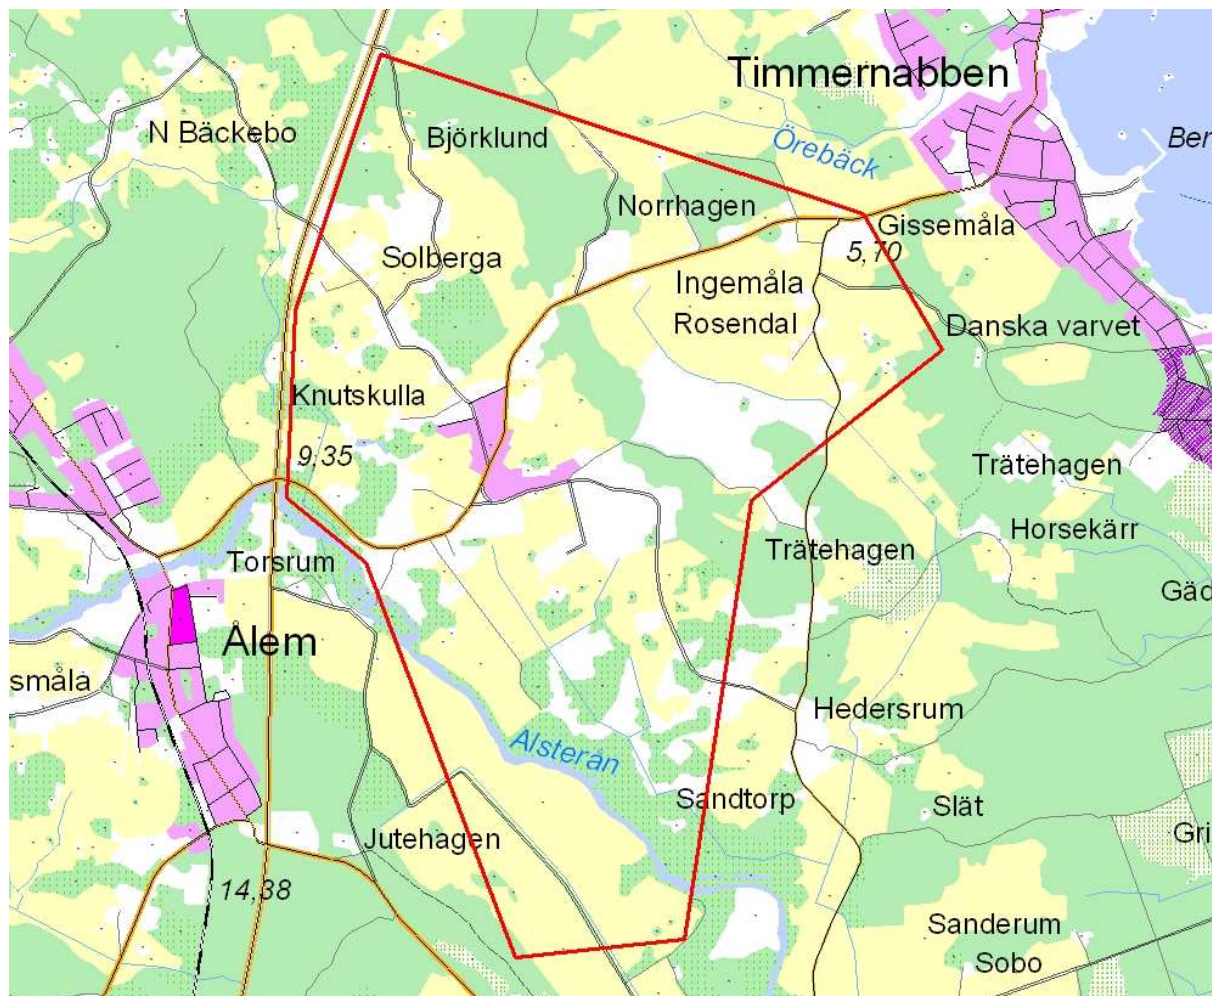 Timmernabben
N Bäckebo
Björklund
Örebäck
Ber
Norrhagen
Gissemåla
5,70
Solberga
Ingemåla
Rosendal
Danska varvet
Knutskulla
9,35
Trätehagen
Horsekärr
Torsrum
Trätehagen
Gäd
Ålem
småla
Hedersrum
Alsterån
Sandtorp
Slät
Jutehagen
Gri
14,38
Sanderum
Sobo